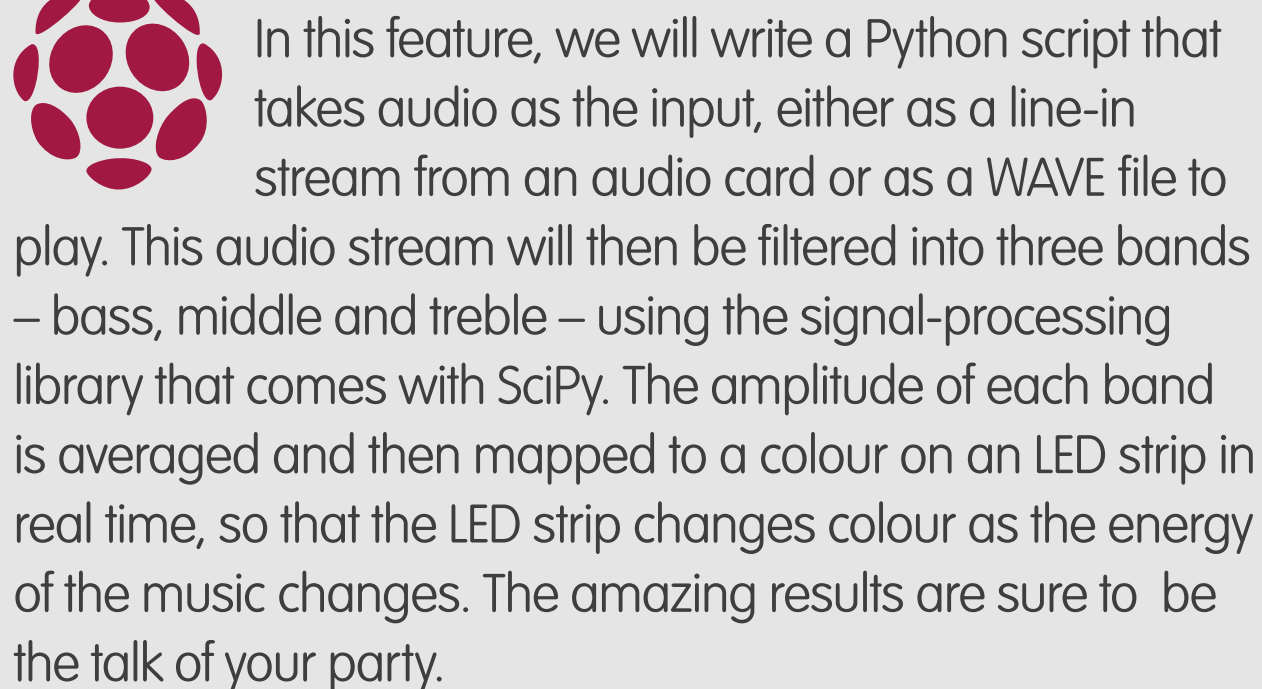 In this feature, we will write a Python script that
takes audio as the input, either as a line-in
stream from an audio card or as a WAVE file to
play. This audio stream will then be filtered into three bands
– bass, middle and treble – using the signal-processing
library that comes with SciPy. The amplitude of each band
is averaged and then mapped to a colour on an LED strip in
real time, so that the LED strip changes colour as the energy
of the music changes. The amazing results are sure to  be
the talk of your party.